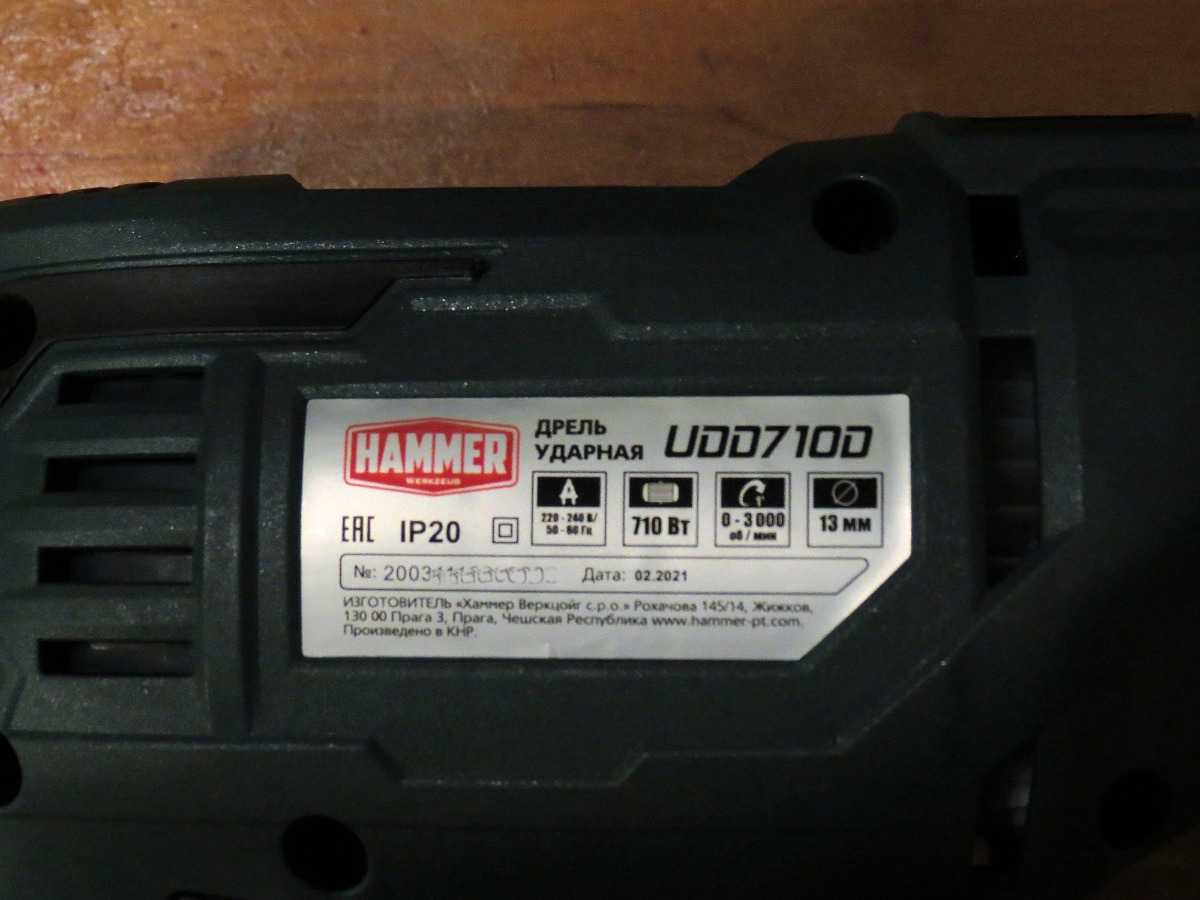 HAMMER
WERKZEUG
ДРЕЛЬ
УДАРНАЯ
UDD710D
220 - 240 В/
50 - 60 Гц
710 Вт
0 - 3 000
об / мин
13 мм
EAC IP20
№: 2003 Дата: 02.2021
ИЗГОТОВИТЕЛЬ «Хаммер Веркцойг с.р.о.» Рохачова 145/14, Жижков,
130 00 Прага 3, Прага, Чешская Республика www.hammer-pt.com.
Произведено в КНР.